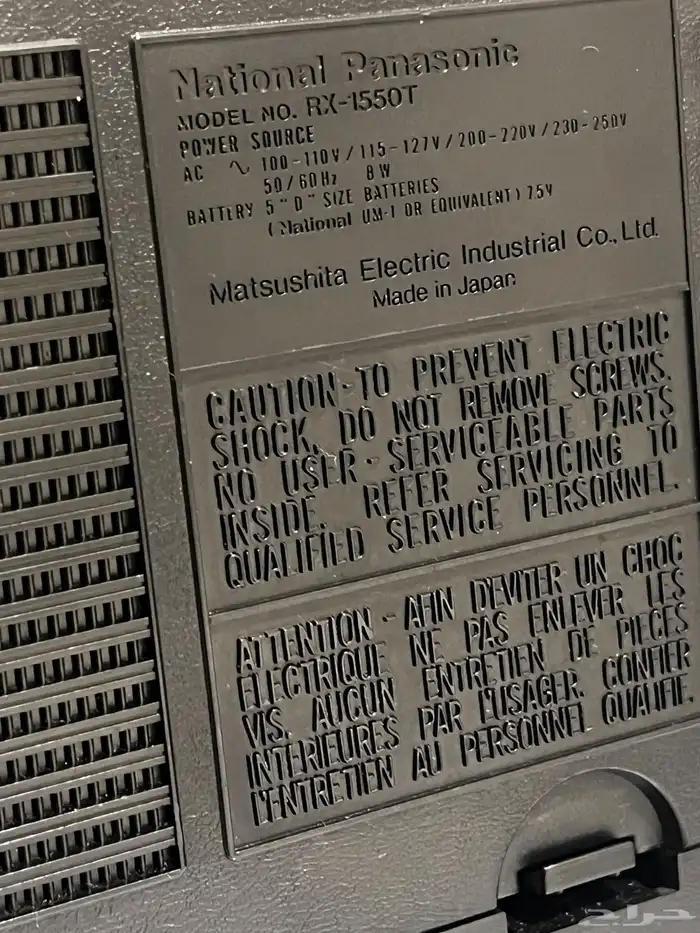 National Panasonic
MODEL NO. RX-1550T
POWER SOURCE
AC ∿ 100-110V/115-127V/200-220V/230-250V
50/60Hz 8W
BATTERY 5 "D" SIZE BATTERIES
(National UM-1 OR EQUIVALENT) 7.5V
Matsushita Electric Industrial Co., Ltd.
Made in Japan
CAUTION-TO PREVENT ELECTRIC
SHOCK, DO NOT REMOVE SCREWS.
NO USER-SERVICEABLE PARTS
INSIDE. REFER SERVICING TO
QUALIFIED SERVICE PERSONNEL.
ATTENTION - AFIN D'EVITER UN CHOC
ELECTRIQUE NE PAS ENLEVER LES
VIS. AUCUN ENTRETIEN DE PIECES
INTERIEURES PAR L'USAGER. CONFIER
L'ENTRETIEN AU PERSONNEL QUALIFIE.
حراج